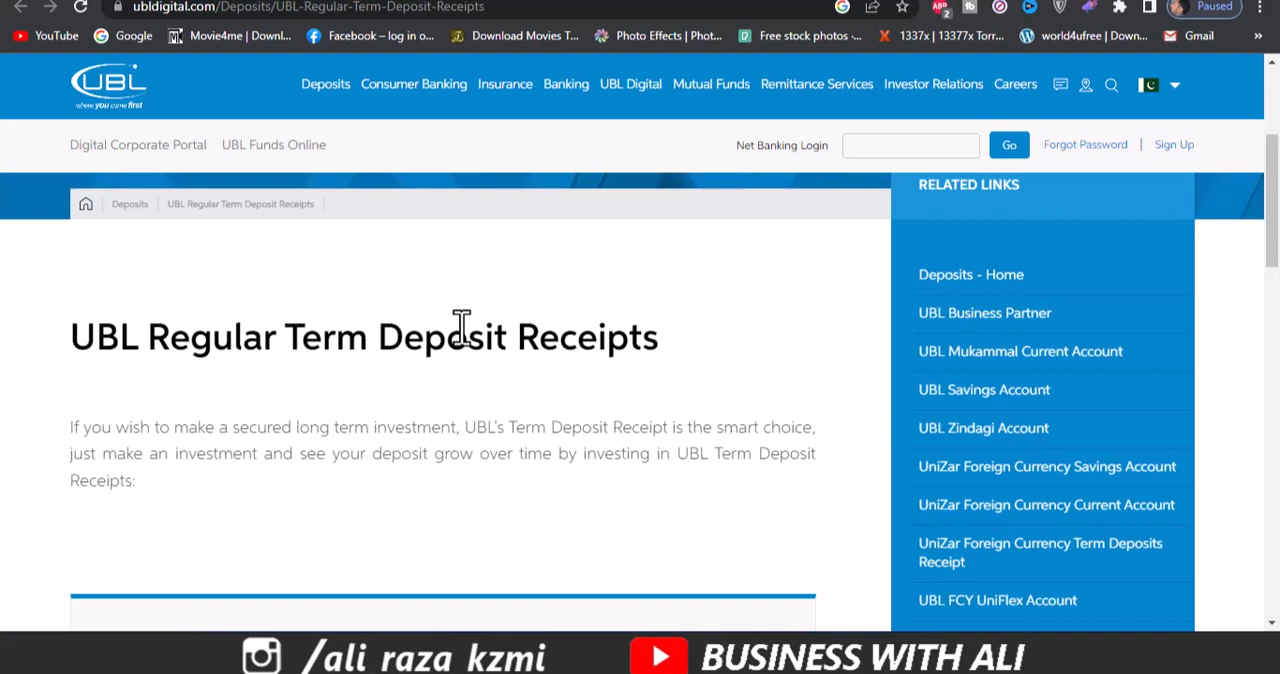 ubldigital.com/Deposits/UBL-Regular-Term-Deposit-Receipts
2
Paused
YouTube
Google
Movie4me | Downl...
Facebook – log in o...
Download Movies T...
Photo Effects | Phot...
Free stock photos -...
1337x | 13377x Torr...
world4ufree | Down...
Gmail
»
UBL
where you come first
Deposits
Consumer Banking
Insurance
Banking
UBL Digital
Mutual Funds
Remittance Services
Investor Relations
Careers
Digital Corporate Portal
UBL Funds Online
Net Banking Login
Go
Forgot Password
|
Sign Up
Deposits
UBL Regular Term Deposit Receipts
UBL Regular Term Deposit Receipts
If you wish to make a secured long term investment, UBL's Term Deposit Receipt is the smart choice,
just make an investment and see your deposit grow over time by investing in UBL Term Deposit
Receipts:
RELATED LINKS
Deposits - Home
UBL Business Partner
UBL Mukammal Current Account
UBL Savings Account
UBL Zindagi Account
UniZar Foreign Currency Savings Account
UniZar Foreign Currency Current Account
UniZar Foreign Currency Term Deposits
Receipt
UBL FCY UniFlex Account
/ali raza kzmi
BUSINESS WITH ALI